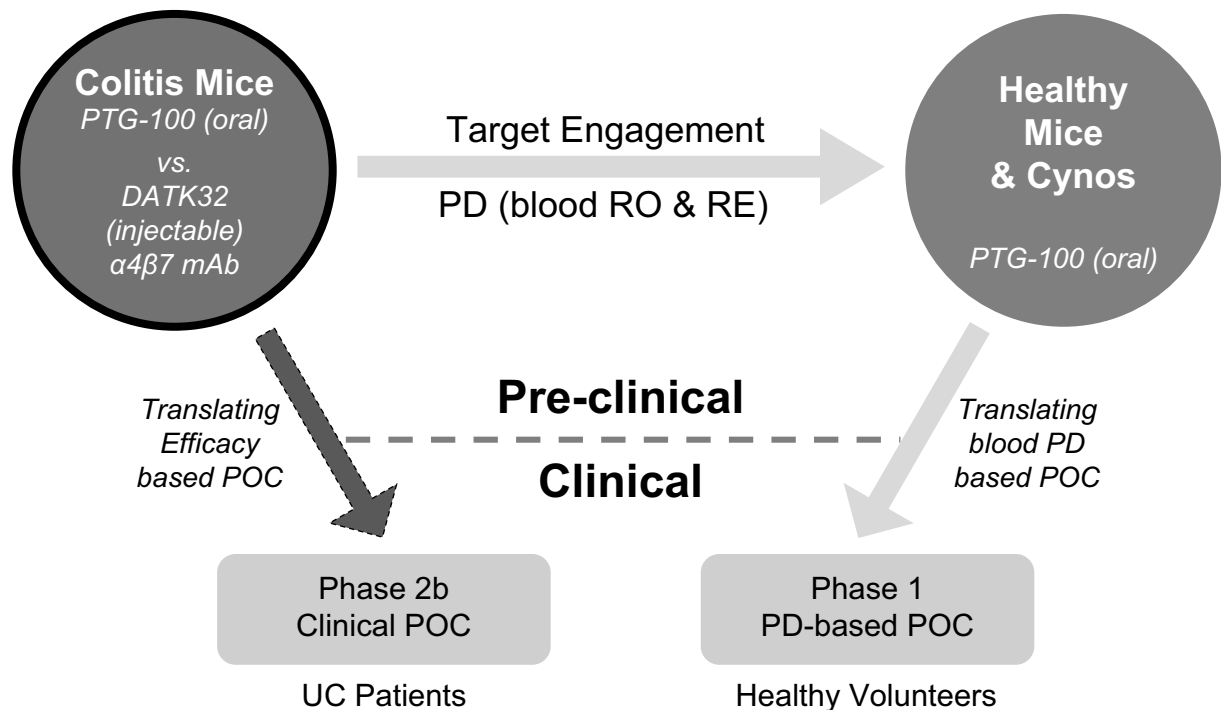 Colitis Mice
PTG-100 (oral)
vs.
DATK32
(injectable)
α4β7 mAb
Target Engagement
PD (blood RO & RE)
Healthy
Mice
& Cynos
PTG-100 (oral)
Translating
Efficacy
based POC
Pre-clinical
Clinical
Translating
blood PD
based POC
Phase 2b
Clinical POC
UC Patients
Phase 1
PD-based POC
Healthy Volunteers